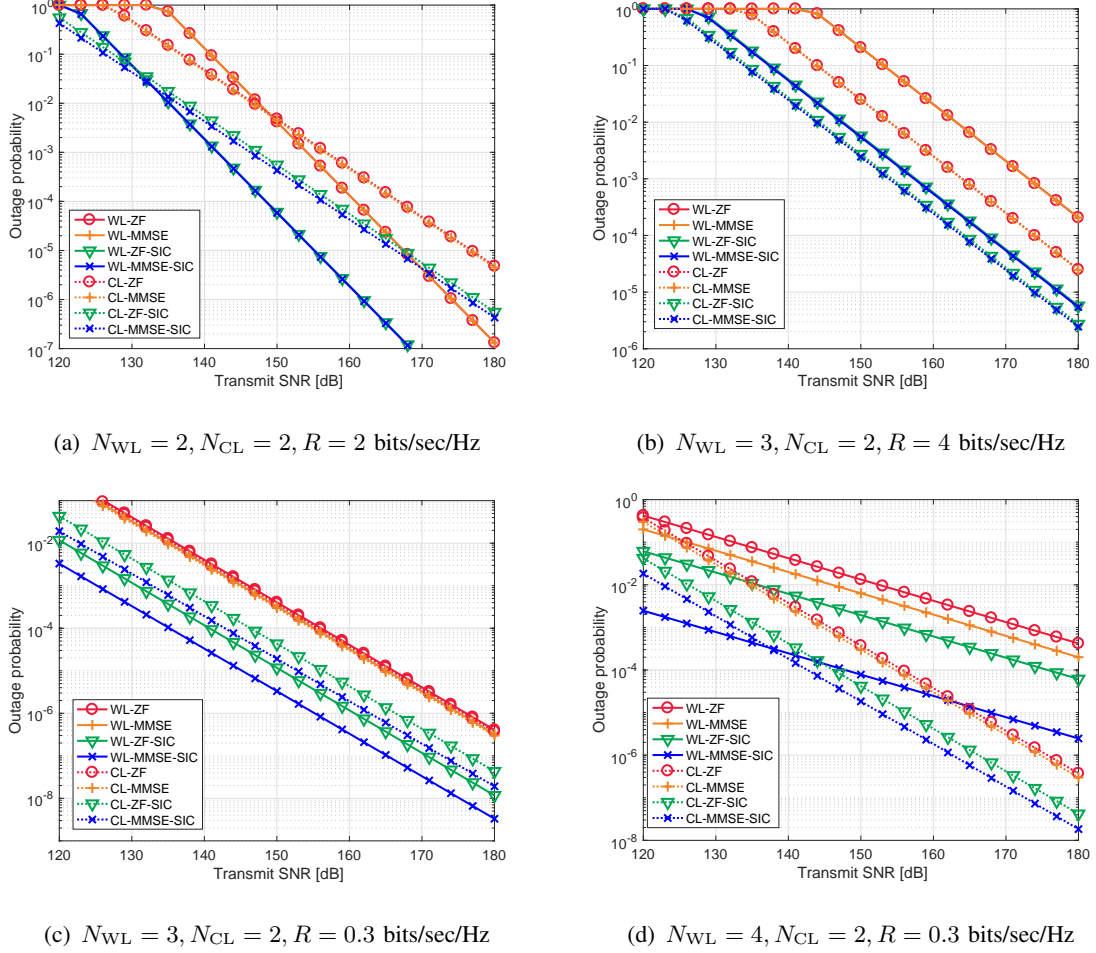 10^0
10^-1
10^-2
10^-3
10^-4
10^-5
10^-6
10^-7
Outage probability
WL-ZF
WL-MMSE
WL-ZF-SIC
WL-MMSE-SIC
CL-ZF
CL-MMSE
CL-ZF-SIC
CL-MMSE-SIC
120 130 140 150 160 170 180
Transmit SNR [dB]
(a) N_WL = 2, N_CL = 2, R = 2 bits/sec/Hz
10^0
10^-1
10^-2
10^-3
10^-4
10^-5
10^-6
Outage probability
WL-ZF
WL-MMSE
WL-ZF-SIC
WL-MMSE-SIC
CL-ZF
CL-MMSE
CL-ZF-SIC
CL-MMSE-SIC
120 130 140 150 160 170 180
Transmit SNR [dB]
(b) N_WL = 3, N_CL = 2, R = 4 bits/sec/Hz
10^-2
10^-4
10^-6
10^-8
Outage probability
WL-ZF
WL-MMSE
WL-ZF-SIC
WL-MMSE-SIC
CL-ZF
CL-MMSE
CL-ZF-SIC
CL-MMSE-SIC
120 130 140 150 160 170 180
Transmit SNR [dB]
(c) N_WL = 3, N_CL = 2, R = 0.3 bits/sec/Hz
10^0
10^-2
10^-4
10^-6
10^-8
Outage probability
WL-ZF
WL-MMSE
WL-ZF-SIC
WL-MMSE-SIC
CL-ZF
CL-MMSE
CL-ZF-SIC
CL-MMSE-SIC
120 130 140 150 160 170 180
Transmit SNR [dB]
(d) N_WL = 4, N_CL = 2, R = 0.3 bits/sec/Hz